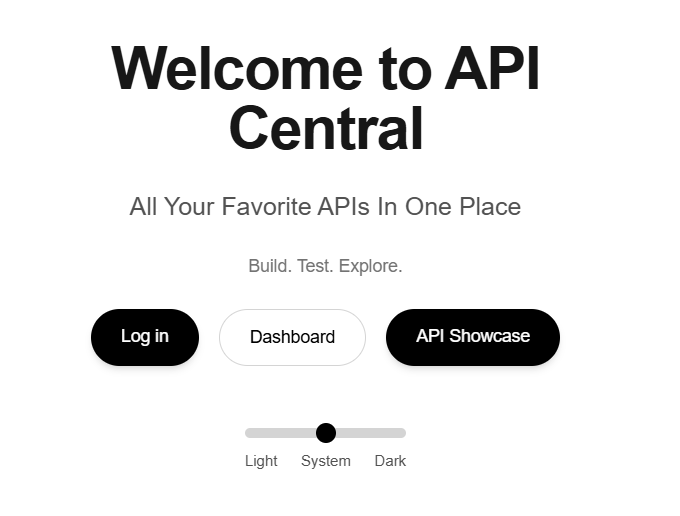 Welcome to API
Central
All Your Favorite APIs In One Place
Build. Test. Explore.
Log in Dashboard API Showcase
Light System Dark